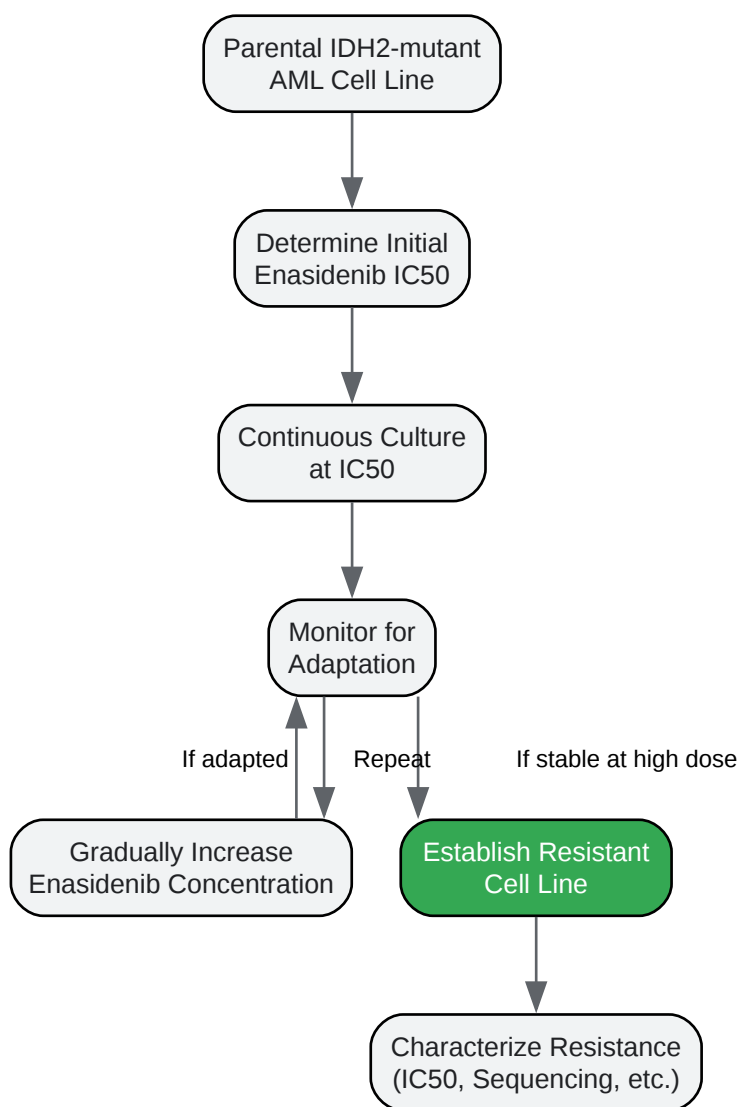 Parental IDH2-mutant
AML Cell Line
Determine Initial
Enasidenib IC50
Continuous Culture
at IC50
Monitor for
Adaptation
If adapted
Repeat
If stable at high dose
Gradually Increase
Enasidenib Concentration
Establish Resistant
Cell Line
Characterize Resistance
(IC50, Sequencing, etc.)